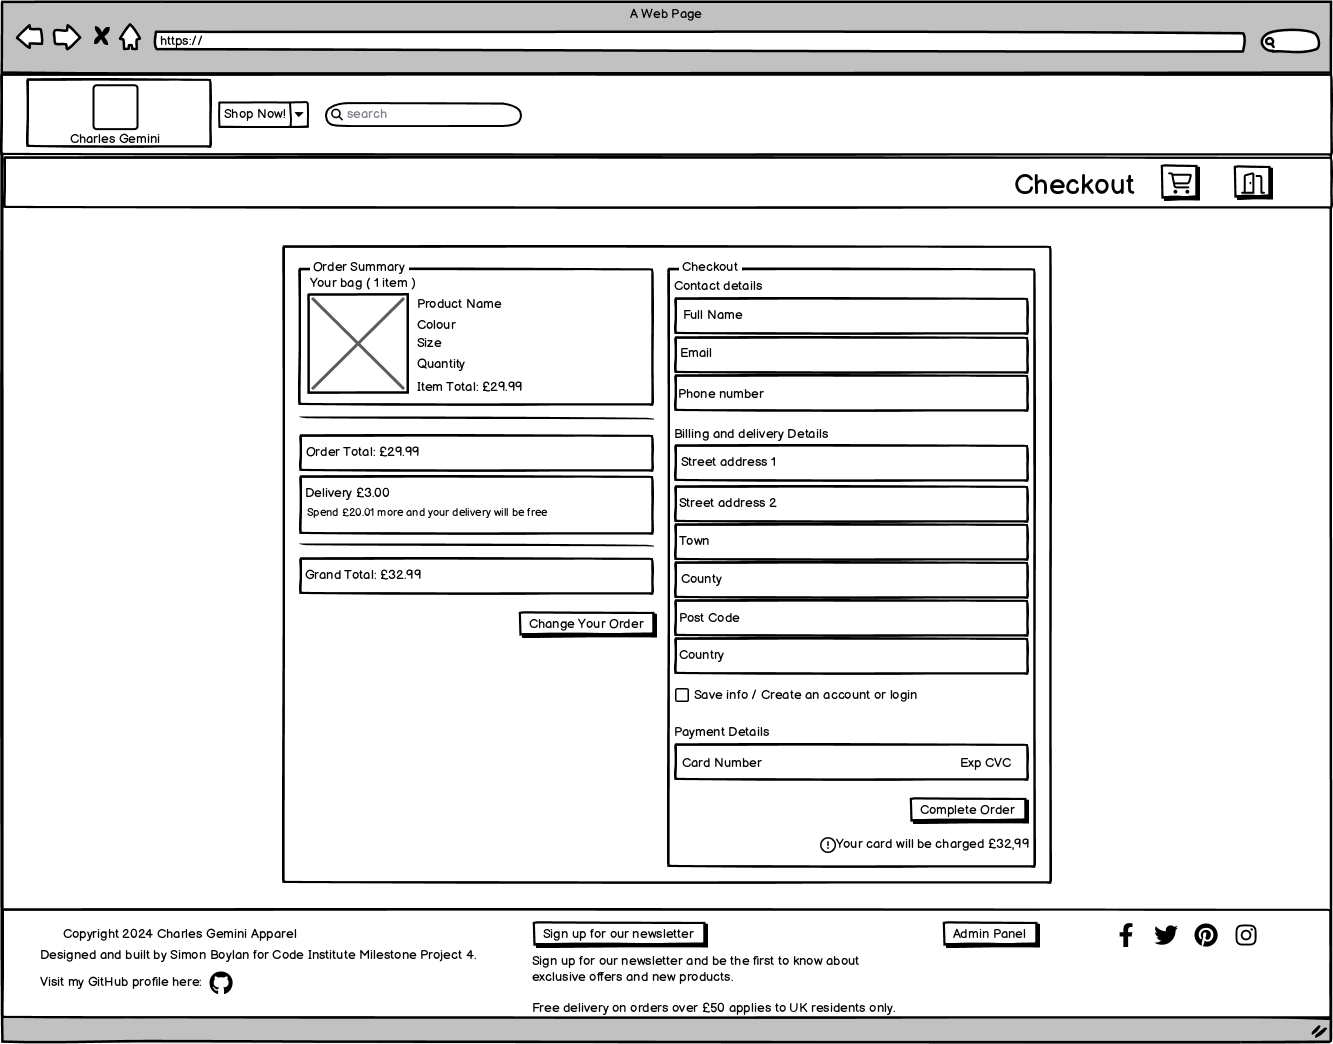 A Web Page
https://
Charles Gemini
Shop Now!
search
Checkout
Order Summary
Your bag ( 1 item )
Product Name
Colour
Size
Quantity
Item Total: £29.99
Order Total: £29.99
Delivery £3.00
Spend £20.01 more and your delivery will be free
Grand Total: £32.99
Change Your Order
Checkout
Contact details
Full Name
Email
Phone number
Billing and delivery Details
Street address 1
Street address 2
Town
County
Post Code
Country
Save info / Create an account or login
Payment Details
Card Number Exp CVC
Complete Order
Your card will be charged £32,99
Copyright 2024 Charles Gemini Apparel
Designed and built by Simon Boylan for Code Institute Milestone Project 4.
Visit my GitHub profile here:
Sign up for our newsletter
Sign up for our newsletter and be the first to know about
exclusive offers and new products.
Free delivery on orders over £50 applies to UK residents only.
Admin Panel